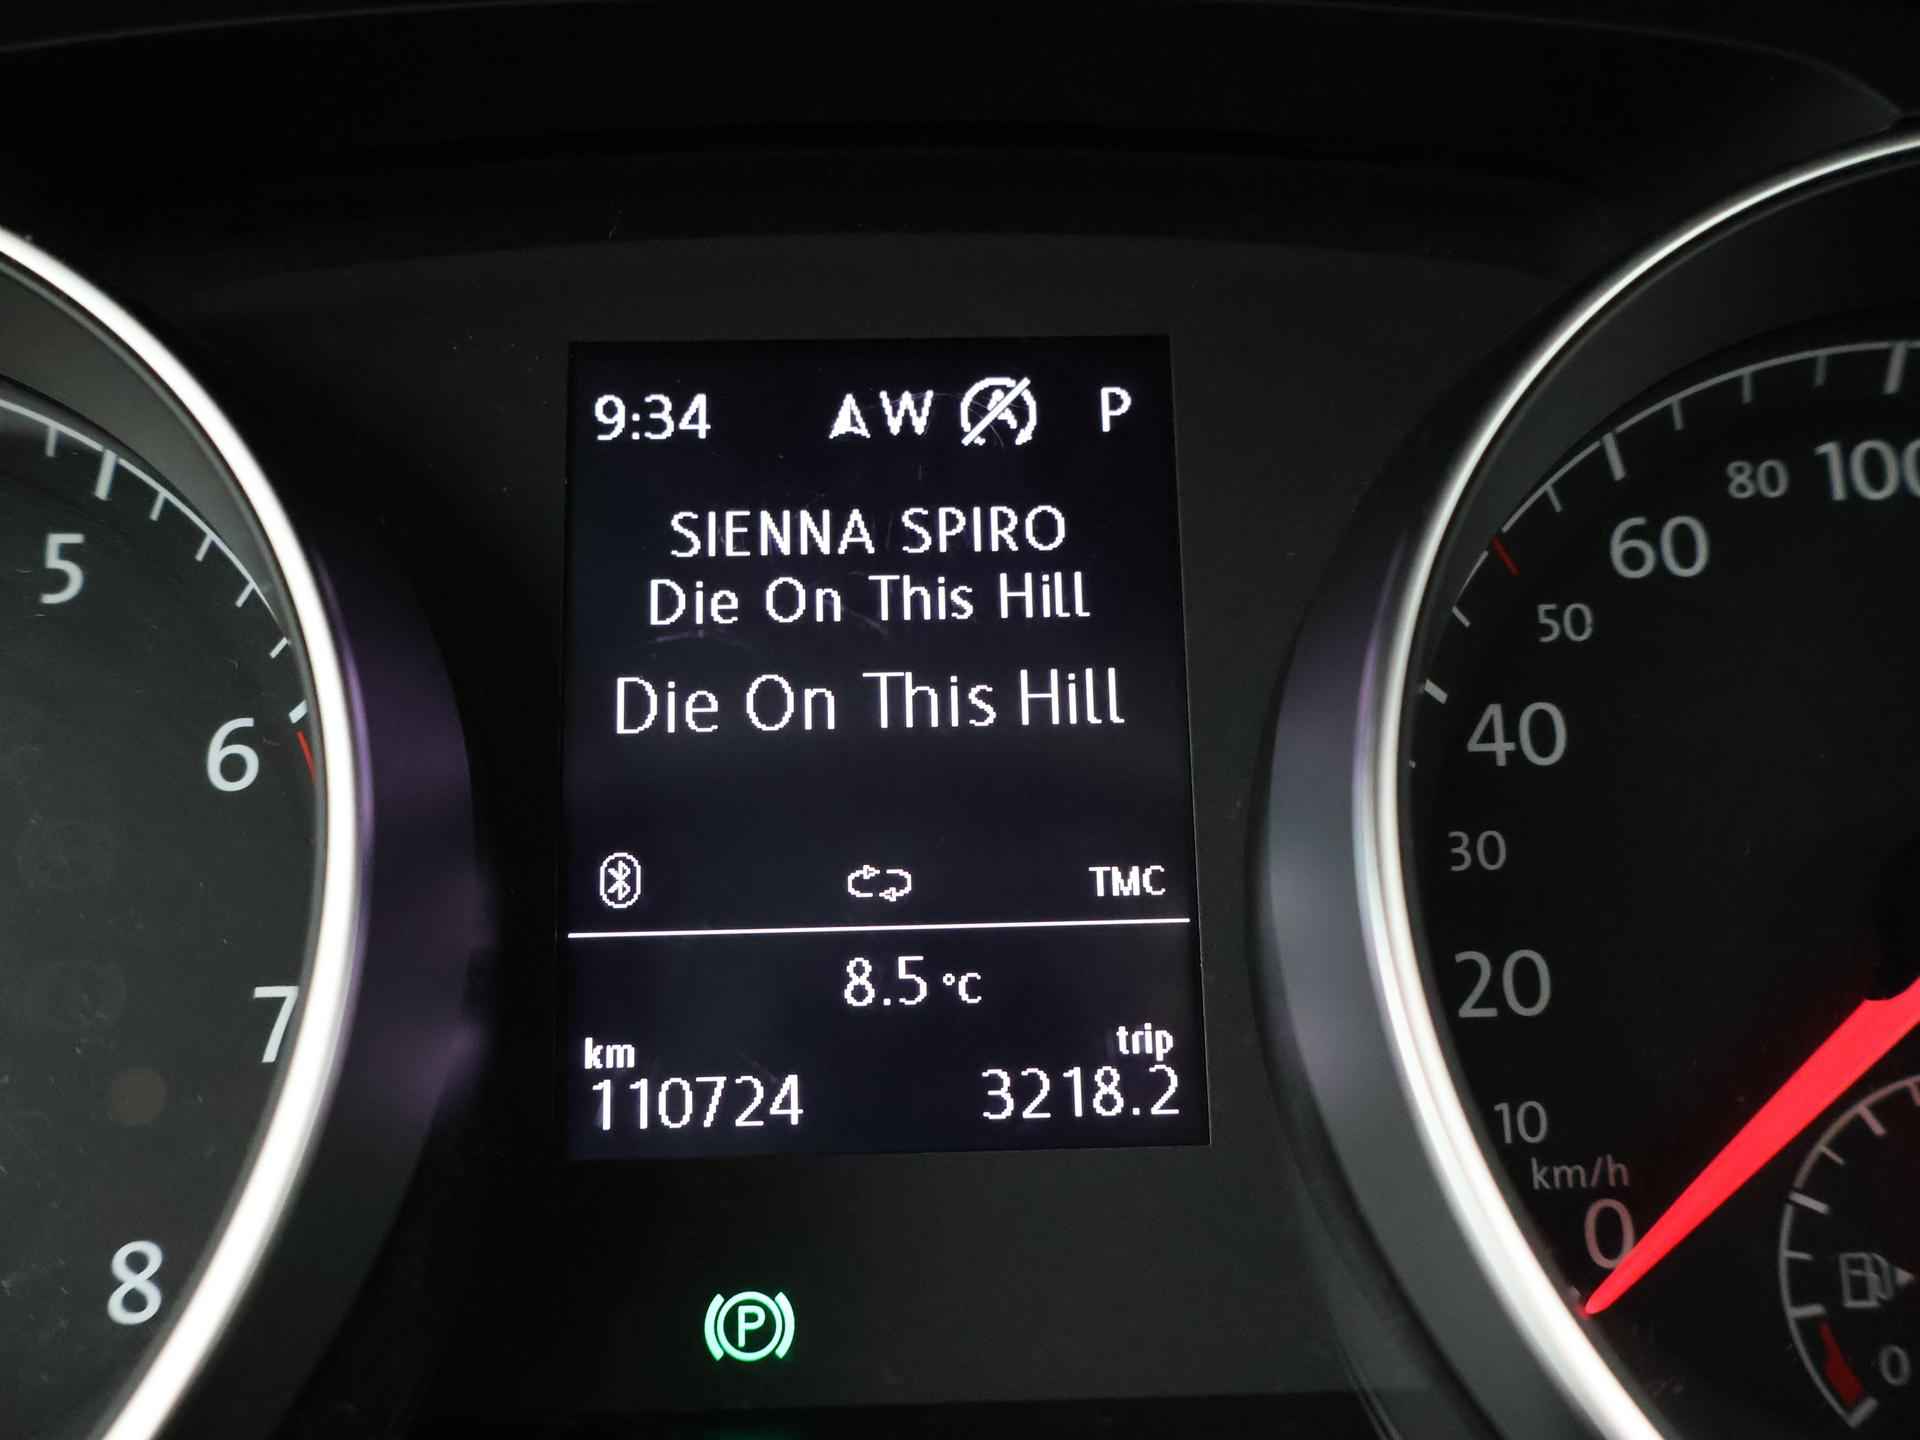 9:34 W P
SIENNA SPIRO
Die On This Hill
Die On This Hill
TMC
8.5 °C
km trip
110724 3218.2
P
5
6
7
8
100
80
60
50
40
30
20
10
km/h
0
0